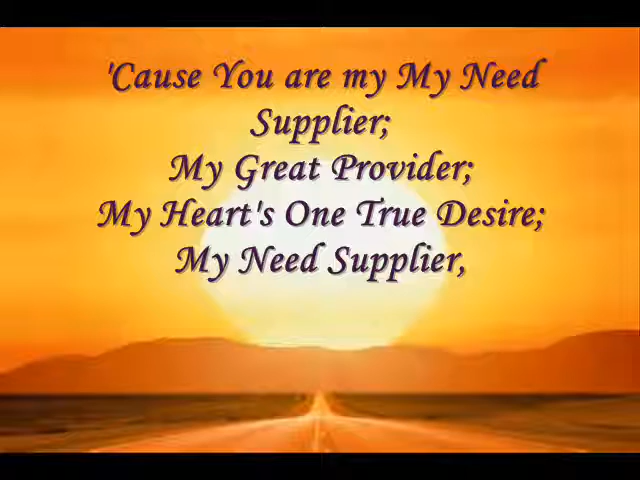 'Cause You are my My Need
Supplier;
My Great Provider;
My Heart's One True Desire;
My Need Supplier,